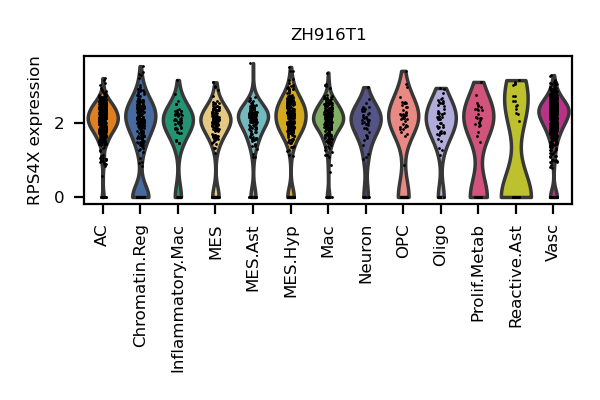 ZH916T1
RPS4X expression
2
0
AC
Chromatin.Reg
Inflammatory.Mac
MES
MES.Ast
MES.Hyp
Mac
Neuron
OPC
Oligo
Prolif.Metab
Reactive.Ast
Vasc